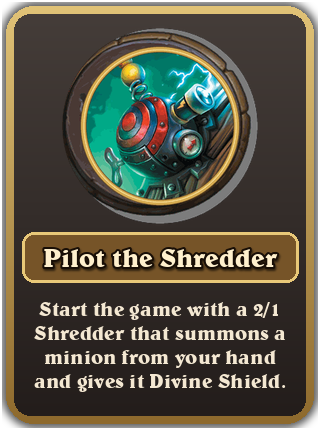 Pilot the Shredder
Start the game with a 2/1
Shredder that summons a
minion from your hand
and gives it Divine Shield.